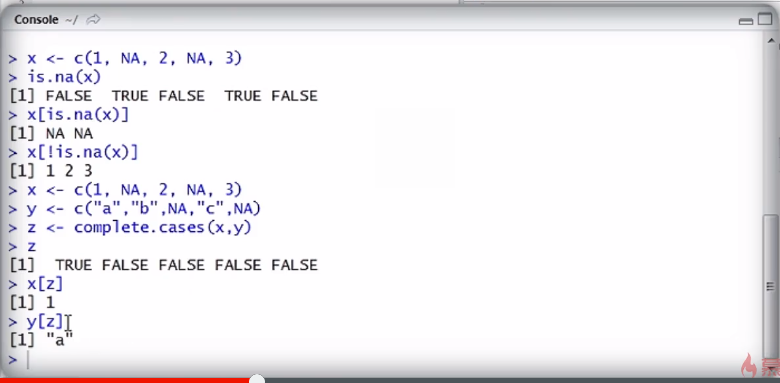 Console ~/
> x <- c(1, NA, 2, NA, 3)
> is.na(x)
[1] FALSE  TRUE FALSE  TRUE FALSE
> x[is.na(x)]
[1] NA NA
> x[!is.na(x)]
[1] 1 2 3
> x <- c(1, NA, 2, NA, 3)
> y <- c("a","b",NA,"c",NA)
> z <- complete.cases(x,y)
> z
[1]  TRUE FALSE FALSE FALSE FALSE
> x[z]
[1] 1
> y[z]
[1] "a"
>